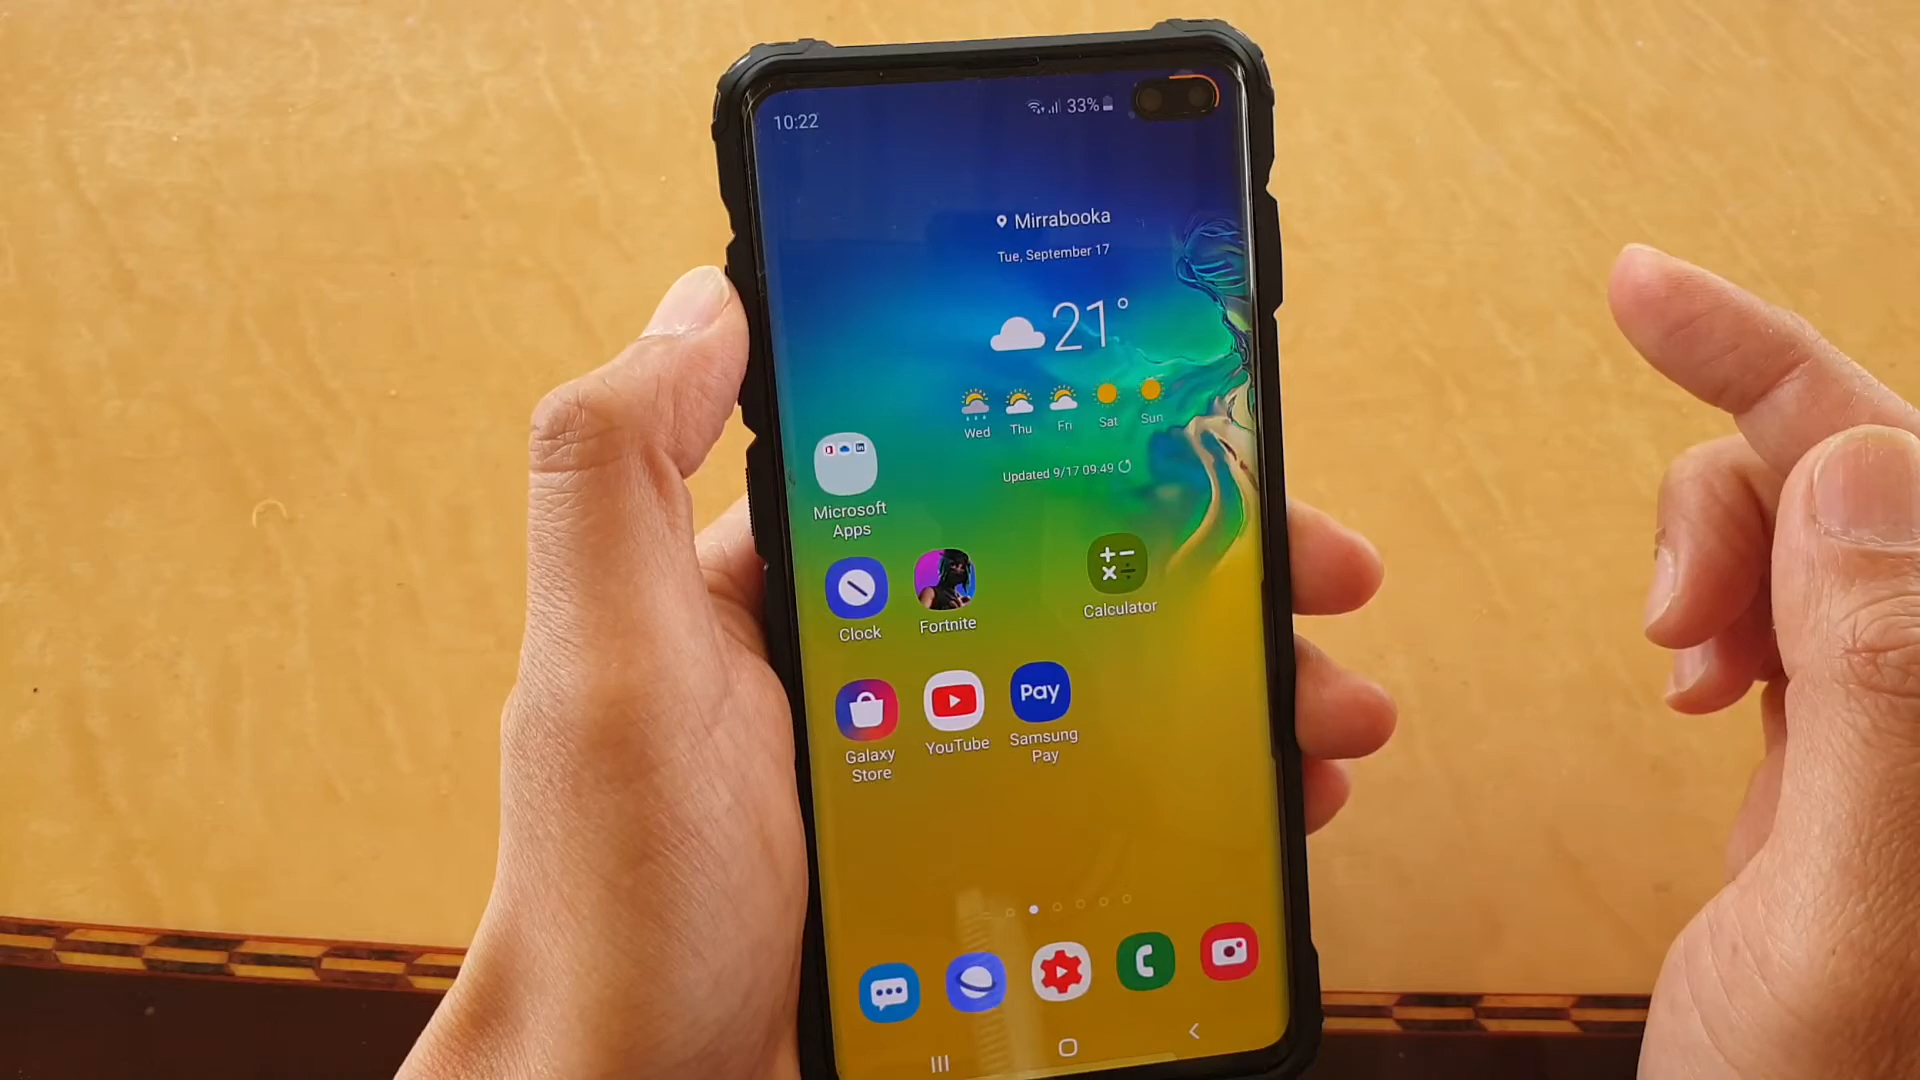 10:22
33%
Mirrabooka
Tue, September 17
21°
Wed Thu Fri Sat Sun
Updated 9/17 09:49
Microsoft
Apps
Clock
Fortnite
Calculator
Pay
Galaxy
Store
YouTube
Samsung
Pay